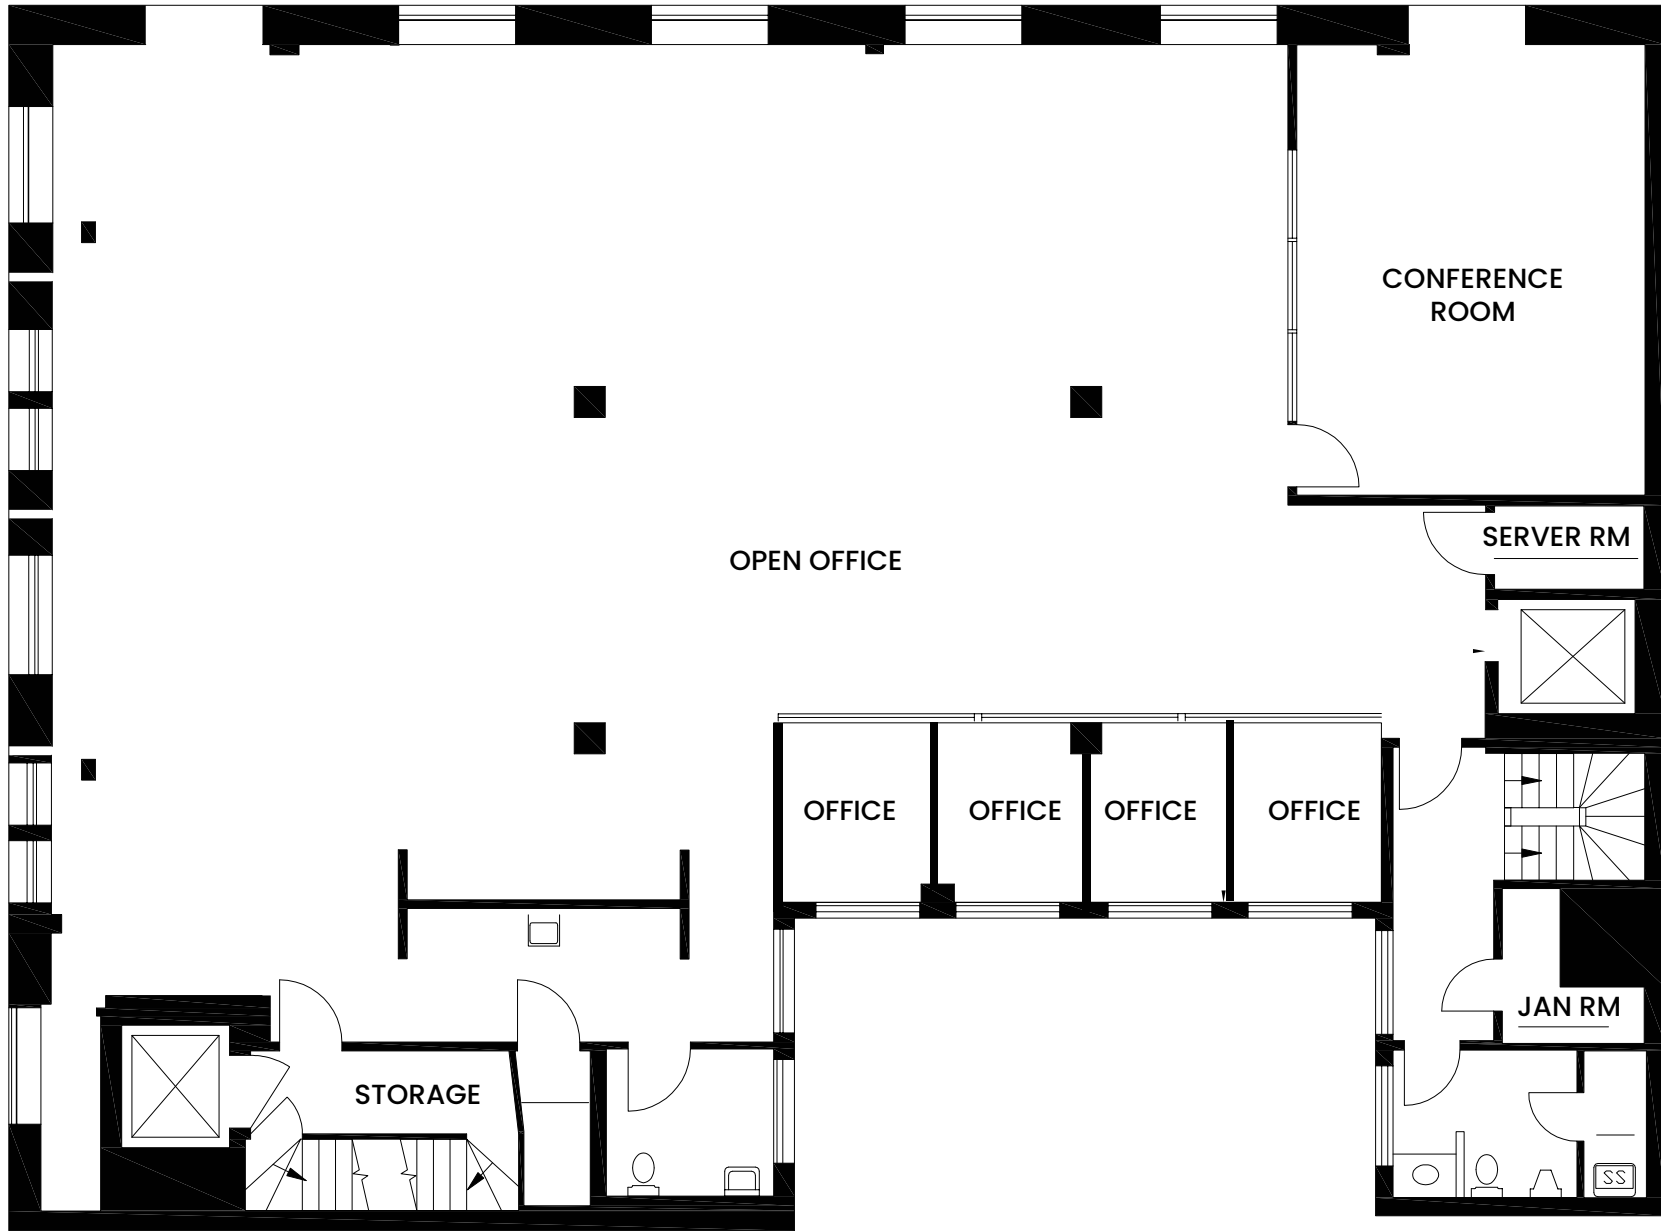 CONFERENCE
ROOM
SERVER RM
OPEN OFFICE
OFFICE
OFFICE
OFFICE
OFFICE
JAN RM
STORAGE
SS